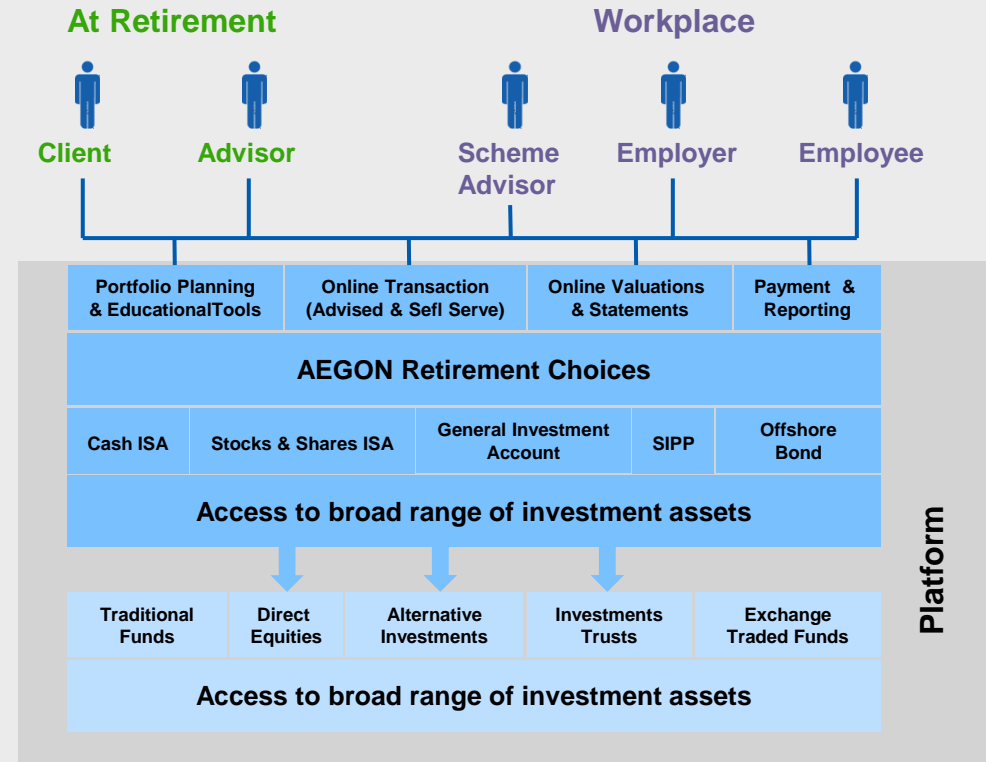 At Retirement
Workplace
Client
Advisor
Scheme
Advisor
Employer
Employee
Portfolio Planning
& EducationalTools
Online Transaction
(Advised & Sefl Serve)
Online Valuations
& Statements
Payment &
Reporting
AEGON Retirement Choices
Cash ISA
Stocks & Shares ISA
General Investment
Account
SIPP
Offshore
Bond
Access to broad range of investment assets
Traditional
Funds
Direct
Equities
Alternative
Investments
Investments
Trusts
Exchange
Traded Funds
Access to broad range of investment assets
Platform